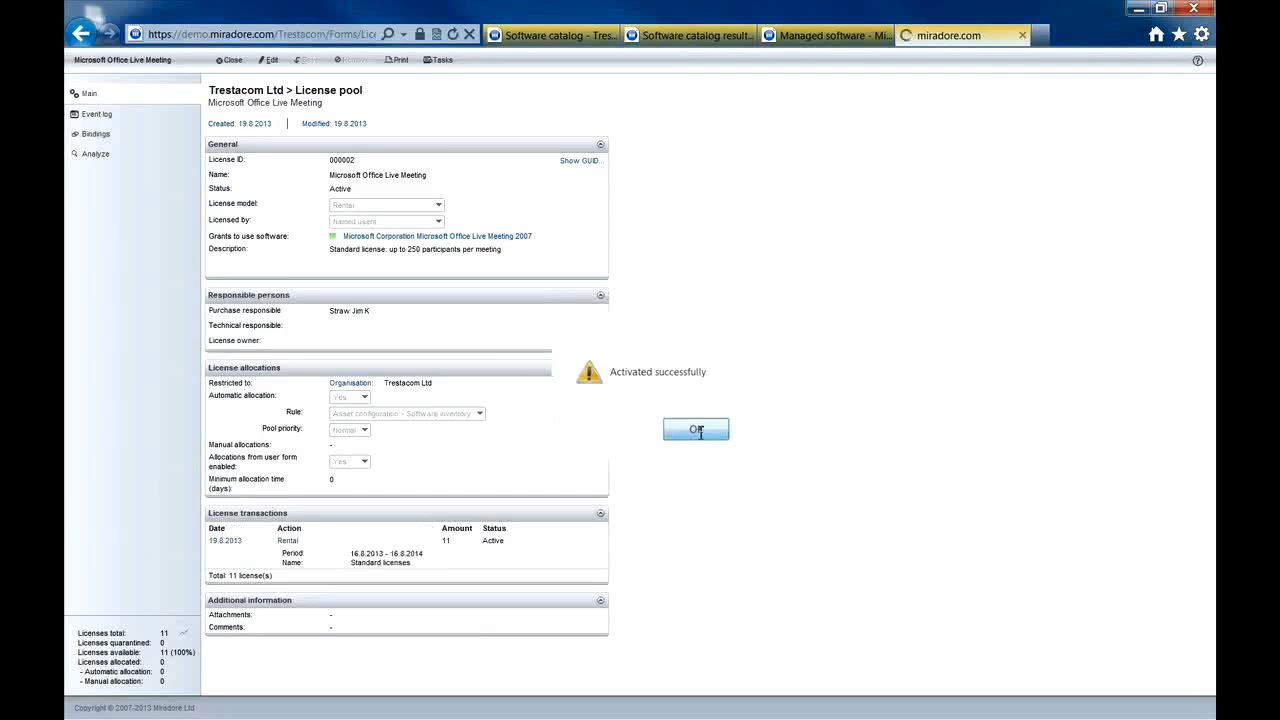 https://demo.miradore.com/Trestacom/Forms/Lice
Software catalog - Tres...
Software catalog result...
Managed software - Mi...
miradore.com
Microsoft Office Live Meeting
Close
Edit
Print
Tasks
Main
Event log
Bindings
Analyze
Trestacom Ltd > License pool
Microsoft Office Live Meeting
Created: 19.8.2013
Modified: 19.8.2013
General
License ID: 000002 Show GUID...
Name: Microsoft Office Live Meeting
Status: Active
License model: Rental
Licensed by: Named users
Grants to use software: Microsoft Corporation Microsoft Office Live Meeting 2007
Description: Standard license. up to 250 participants per meeting
Responsible persons
Purchase responsible Straw Jim K
Technical responsible:
License owner:
License allocations
Restricted to: Organisation: Trestacom Ltd
Automatic allocation: Yes
Rule: Asset configuration - Software inventory
Pool priority: Normal
Manual allocations: -
Allocations from user form enabled: Yes
Minimum allocation time (days): 0
Activated successfully
License transactions
Date Action Amount Status
19.8.2013 Rental 11 Active
Period: 16.8.2013 - 16.8.2014
Name: Standard licenses
Total: 11 license(s)
Additional information
Attachments: -
Comments: -
Licenses total: 11
Licenses quarantined: 0
Licenses available: 11 (100%)
Licenses allocated: 0
- Automatic allocation: 0
- Manual allocation: 0
Copyright © 2007-2013 Miradore Ltd